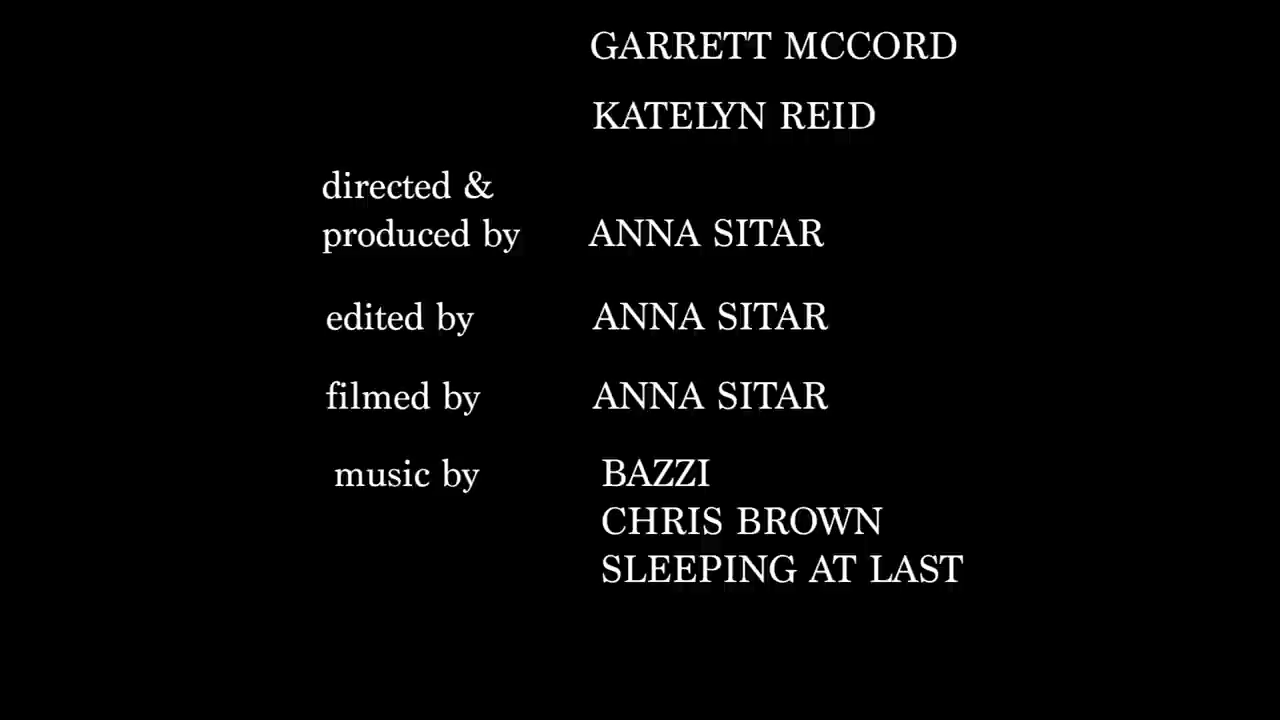 GARRETT MCCORD
KATELYN REID
directed &
produced by ANNA SITAR
edited by ANNA SITAR
filmed by ANNA SITAR
music by BAZZI
CHRIS BROWN
SLEEPING AT LAST